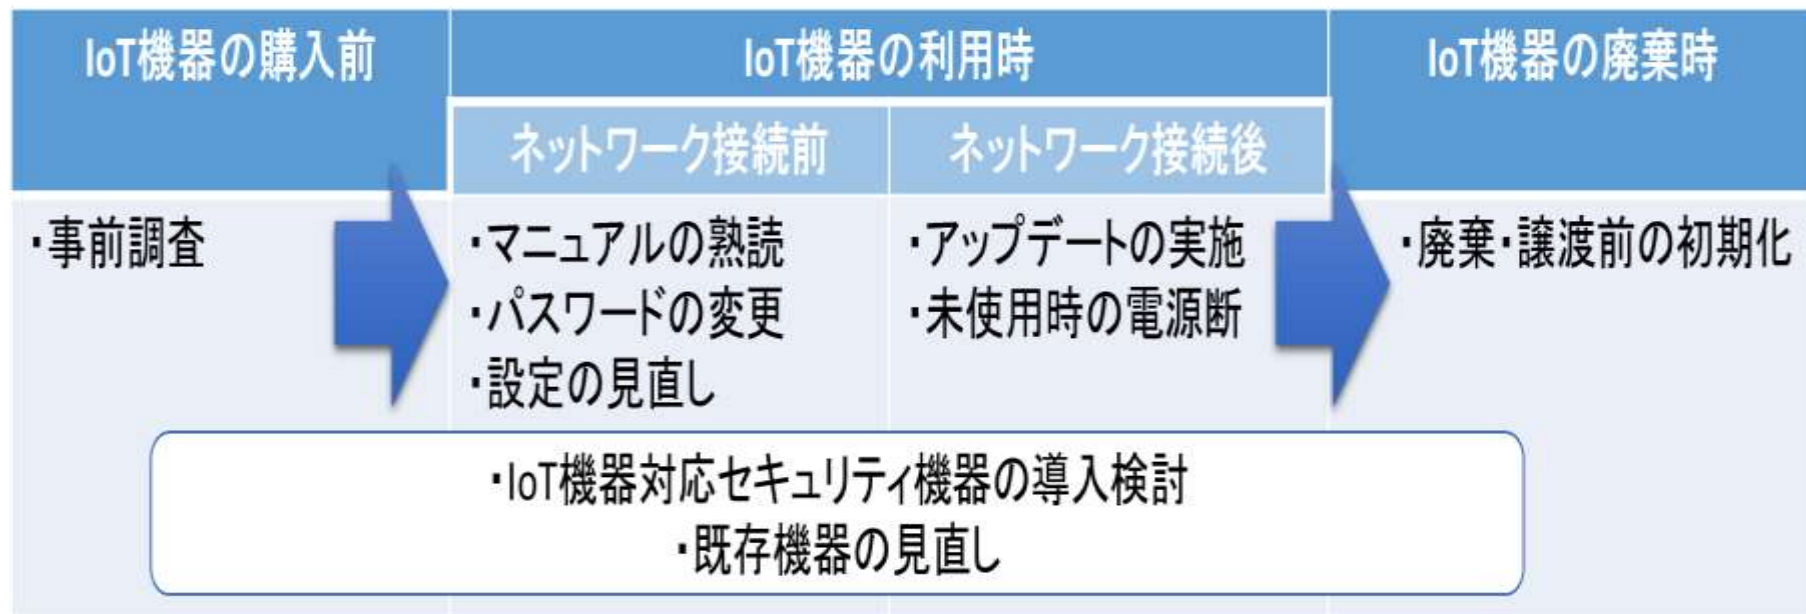 IoT機器の購入前
IoT機器の利用時
IoT機器の廃棄時
ネットワーク接続前
ネットワーク接続後
・事前調査
・マニュアルの熟読
・パスワードの変更
・設定の見直し
・アップデートの実施
・未使用時の電源断
・廃棄・譲渡前の初期化
・IoT機器対応セキュリティ機器の導入検討
・既存機器の見直し